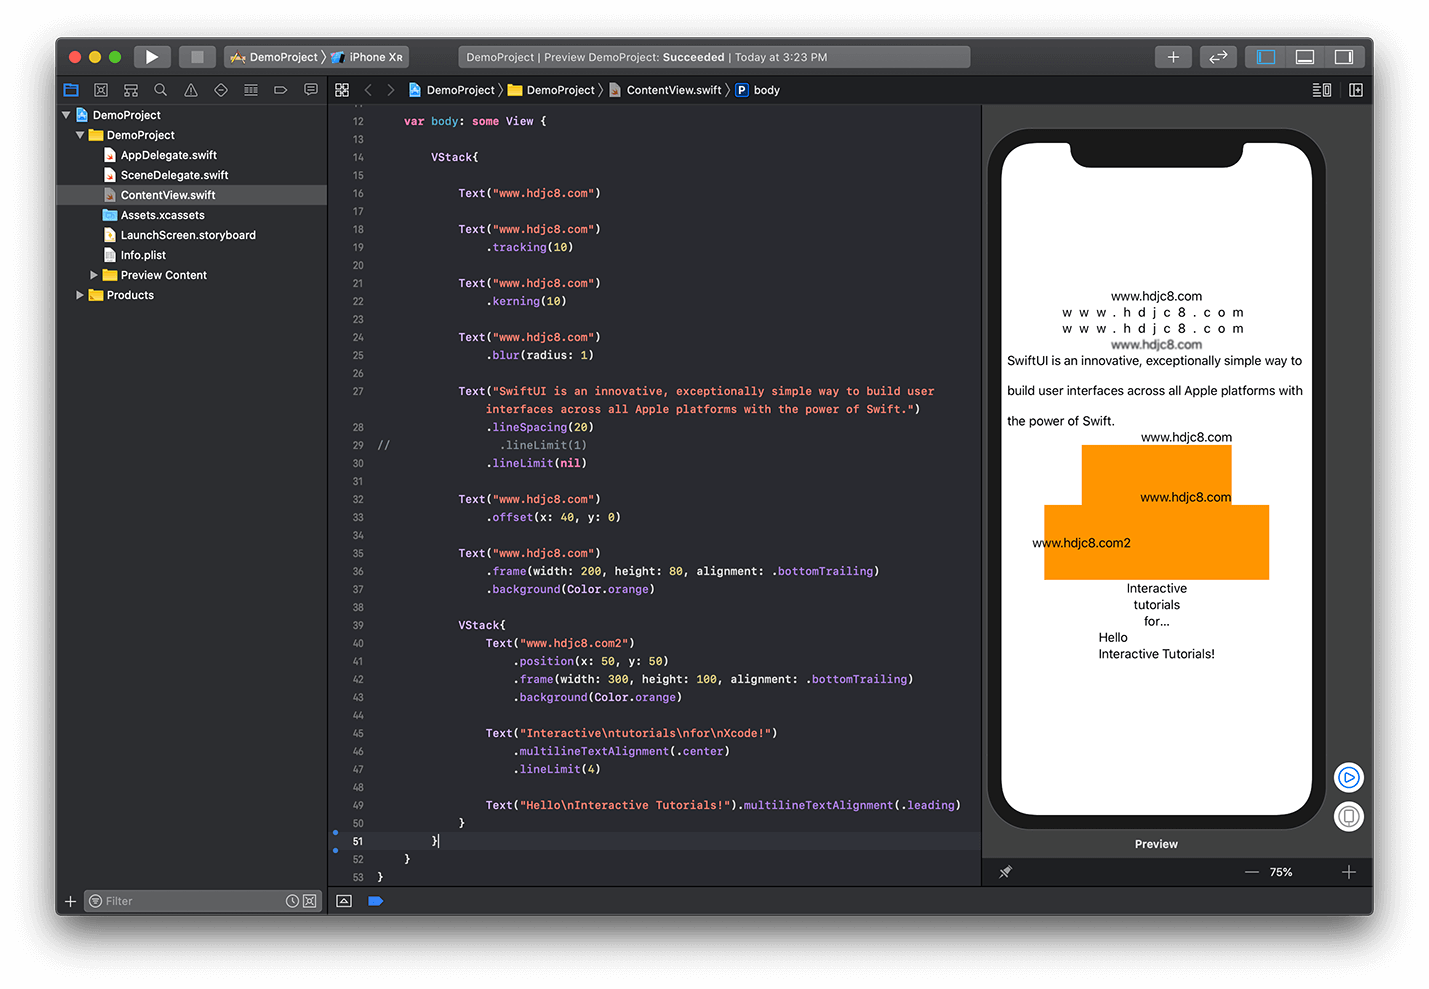 DemoProject iPhone XR
DemoProject | Preview DemoProject: Succeeded | Today at 3:23 PM
DemoProject DemoProject ContentView.swift P body
DemoProject
DemoProject
AppDelegate.swift
SceneDelegate.swift
ContentView.swift
Assets.xcassets
LaunchScreen.storyboard
Info.plist
Preview Content
Products
Filter
12 var body: some View {
13
14 VStack{
15
16 Text("www.hdjc8.com")
17
18 Text("www.hdjc8.com")
19 .tracking(10)
20
21 Text("www.hdjc8.com")
22 .kerning(10)
23
24 Text("www.hdjc8.com")
25 .blur(radius: 1)
26
27 Text("SwiftUI is an innovative, exceptionally simple way to build user
interfaces across all Apple platforms with the power of Swift.")
28 .lineSpacing(20)
29 // .lineLimit(1)
30 .lineLimit(nil)
31
32 Text("www.hdjc8.com")
33 .offset(x: 40, y: 0)
34
35 Text("www.hdjc8.com")
36 .frame(width: 200, height: 80, alignment: .bottomTrailing)
37 .background(Color.orange)
38
39 VStack{
40 Text("www.hdjc8.com2")
41 .position(x: 50, y: 50)
42 .frame(width: 300, height: 100, alignment: .bottomTrailing)
43 .background(Color.orange)
44
45 Text("Interactive\ntutorials\nfor\nXcode!")
46 .multilineTextAlignment(.center)
47 .lineLimit(4)
48
49 Text("Hello\nInteractive Tutorials!").multilineTextAlignment(.leading)
50 }
51 }
52 }
53 }
www.hdjc8.com
www.hdjc8.com
www.hdjc8.com
www.hdjc8.com
SwiftUI is an innovative, exceptionally simple way to
build user interfaces across all Apple platforms with
the power of Swift.
www.hdjc8.com
www.hdjc8.com
www.hdjc8.com2
Interactive
tutorials
for...
Hello
Interactive Tutorials!
Preview
75%